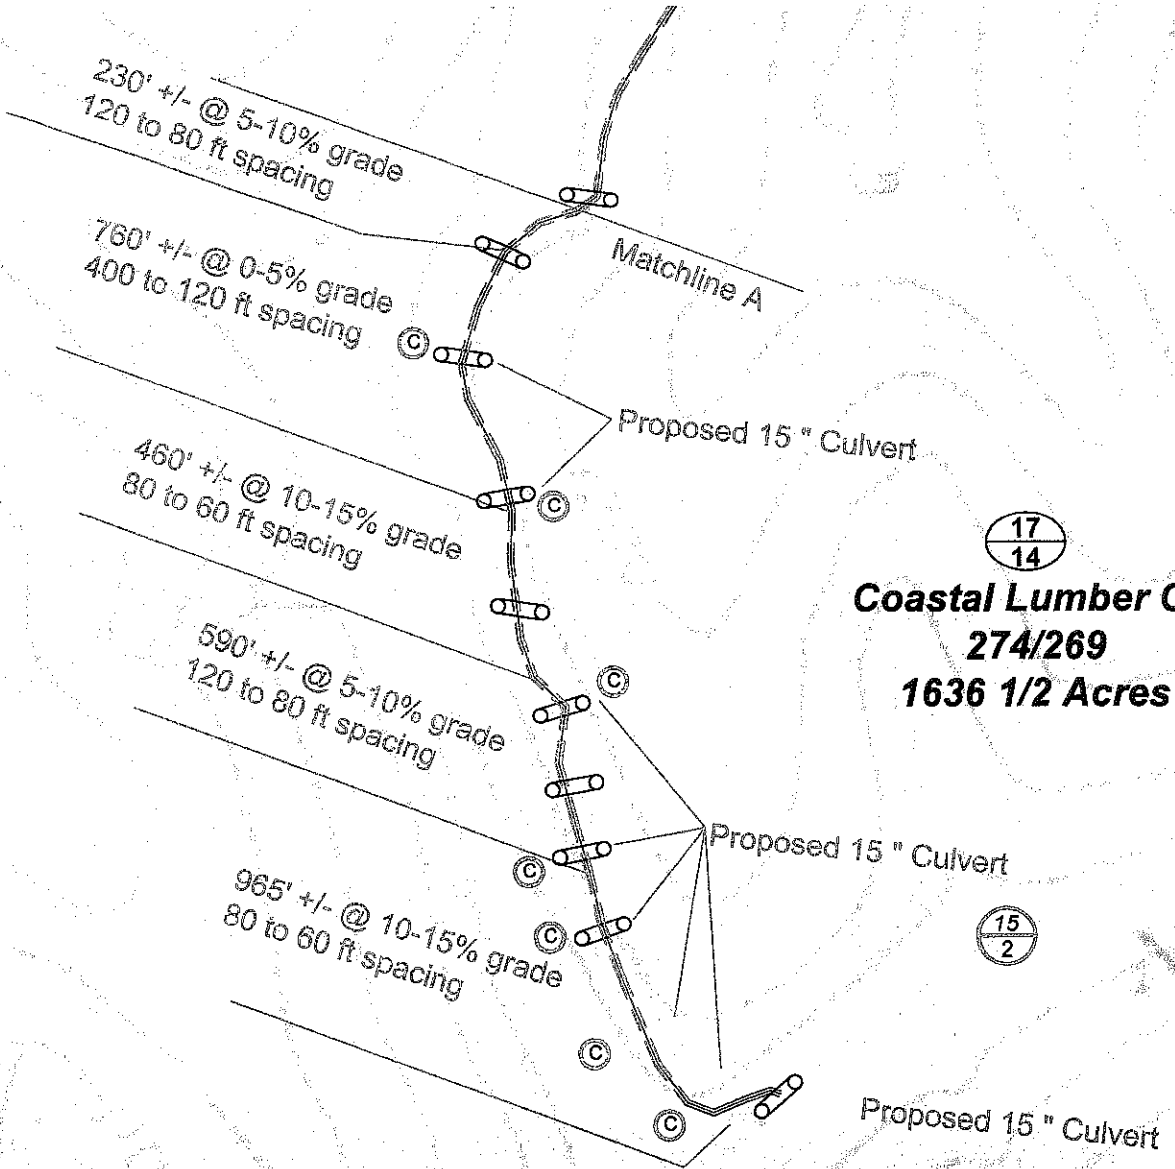 230' +/- @ 5-10% grade
120 to 80 ft spacing
Matchline A
760' +/- @ 0-5% grade
400 to 120 ft spacing
C
Proposed 15 " Culvert
460' +/- @ 10-15% grade
80 to 60 ft spacing
C
17
14
Coastal Lumber C
274/269
1636 1/2 Acres
590' +/- @ 5-10% grade
120 to 80 ft spacing
C
Proposed 15 " Culvert
C
965' +/- @ 10-15% grade
80 to 60 ft spacing
C
15
2
C
C
Proposed 15 " Culvert